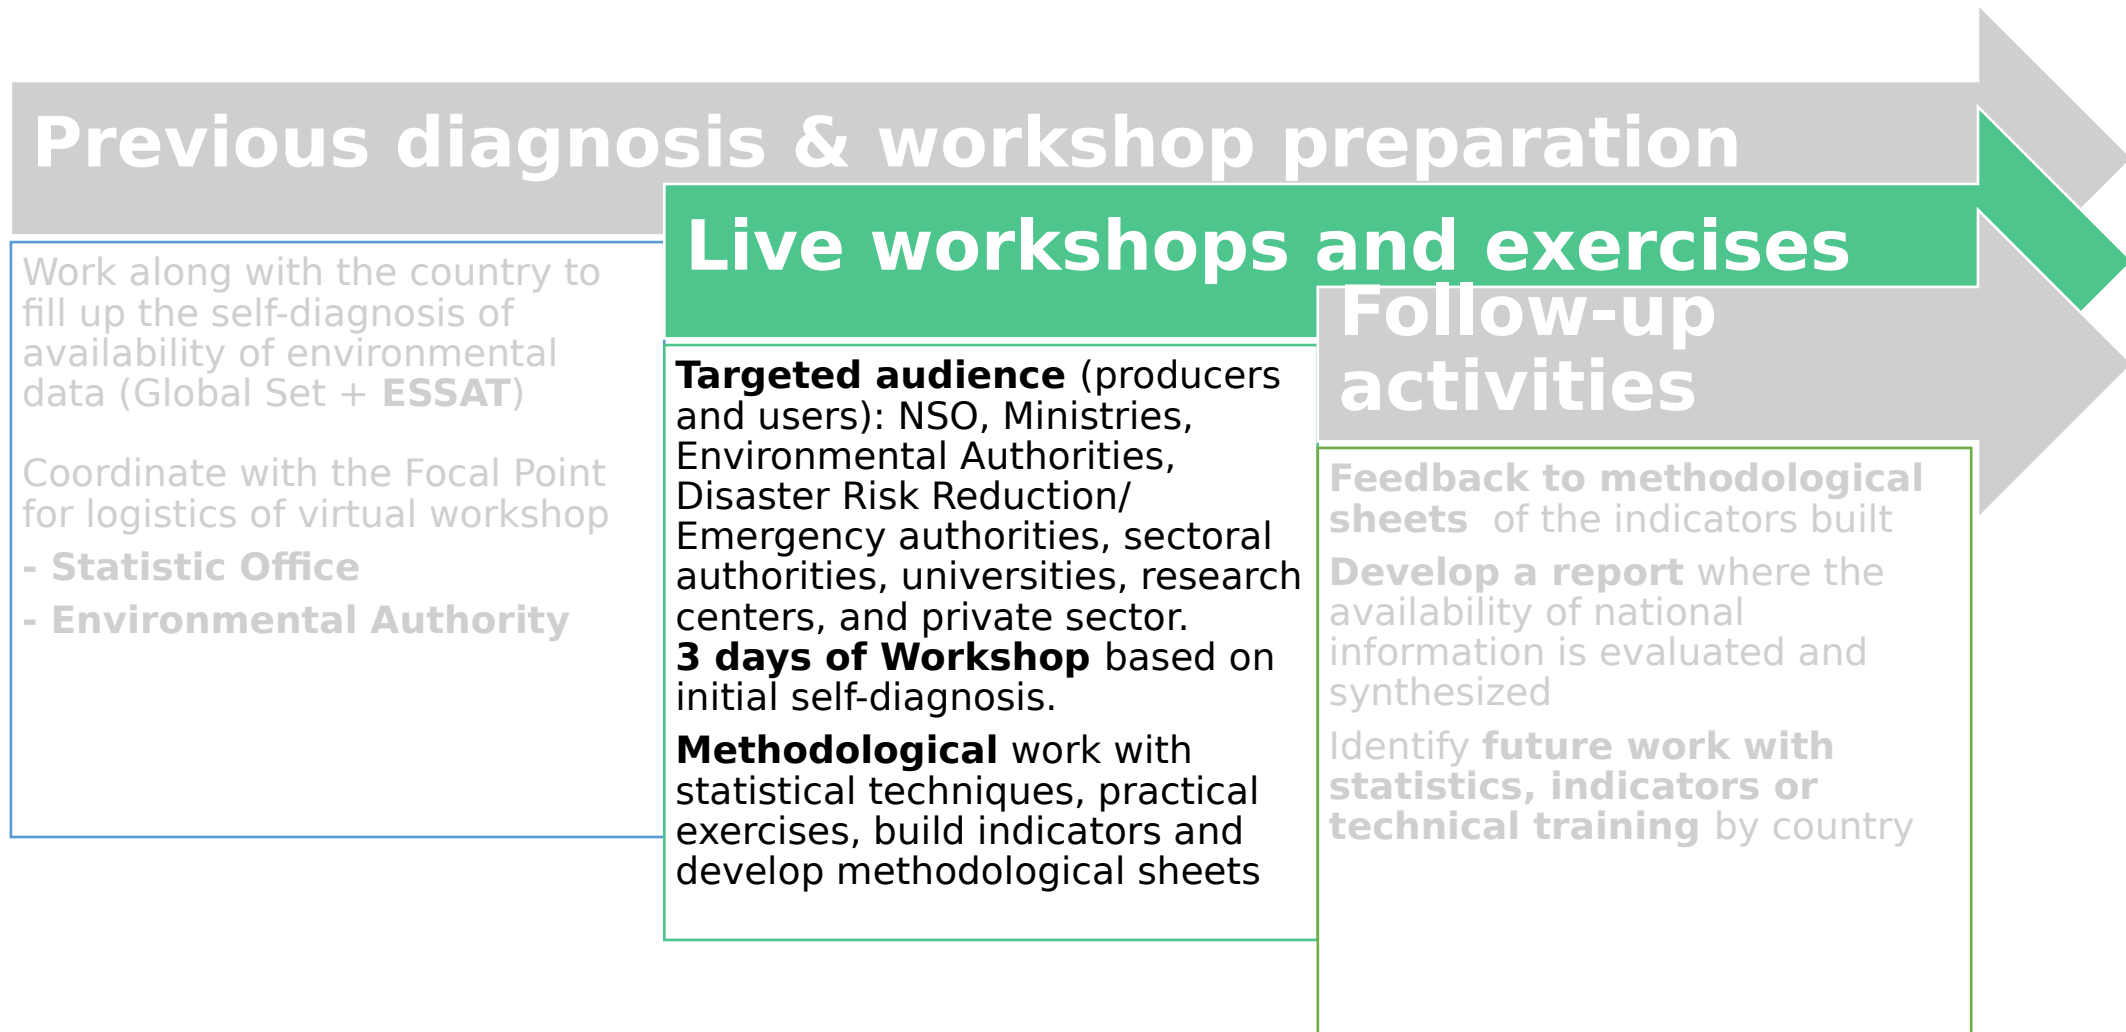 Previous diagnosis & workshop preparation
Work along with the country to
fill up the self-diagnosis of
availability of environmental
data (Global Set + ESSAT)
Coordinate with the Focal Point
for logistics of virtual workshop
- Statistic Office
- Environmental Authority
Live workshops and exercises
Targeted audience (producers
and users): NSO, Ministries,
Environmental Authorities,
Disaster Risk Reduction/
Emergency authorities, sectoral
authorities, universities, research
centers, and private sector.
3 days of Workshop based on
initial self-diagnosis.
Methodological work with
statistical techniques, practical
exercises, build indicators and
develop methodological sheets
Follow-up
activities
Feedback to methodological
sheets  of the indicators built
Develop a report where the
availability of national
information is evaluated and
synthesized
Identify future work with
statistics, indicators or
technical training by country